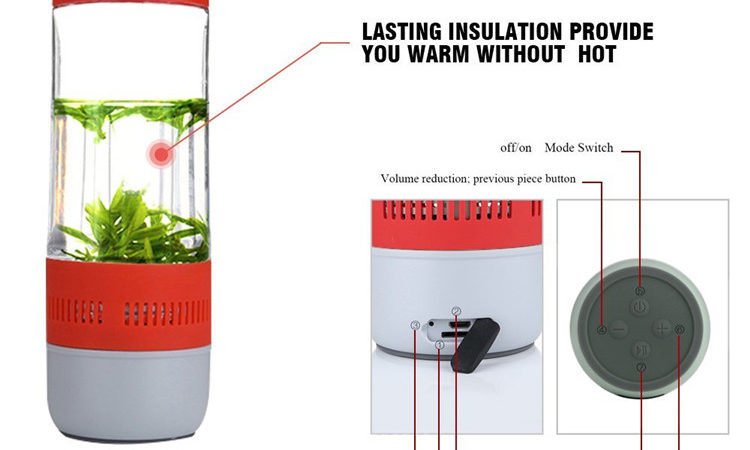 LASTING INSULATION PROVIDE
YOU WARM WITHOUT HOT
off/on Mode Switch
Volume reduction; previous piece button